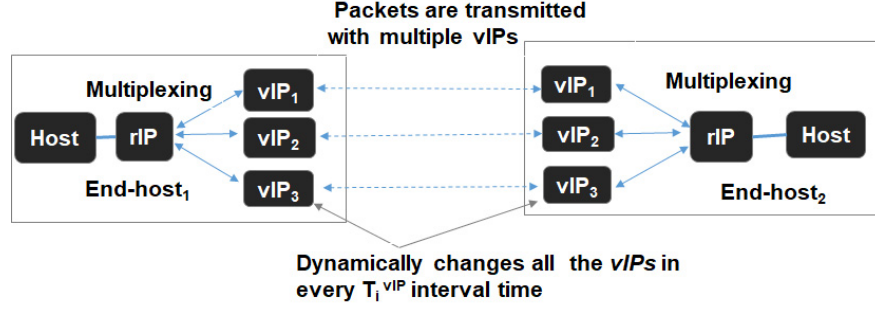 Packets are transmitted
with multiple vIPs
Multiplexing
Host
rIP
vIP₁
vIP₂
vIP₃
End-host₁
vIP₁
vIP₂
vIP₃
Multiplexing
rIP
Host
End-host₂
Dynamically changes all the vIPs in
every Tᵢ ᵛᴵᴾ interval time